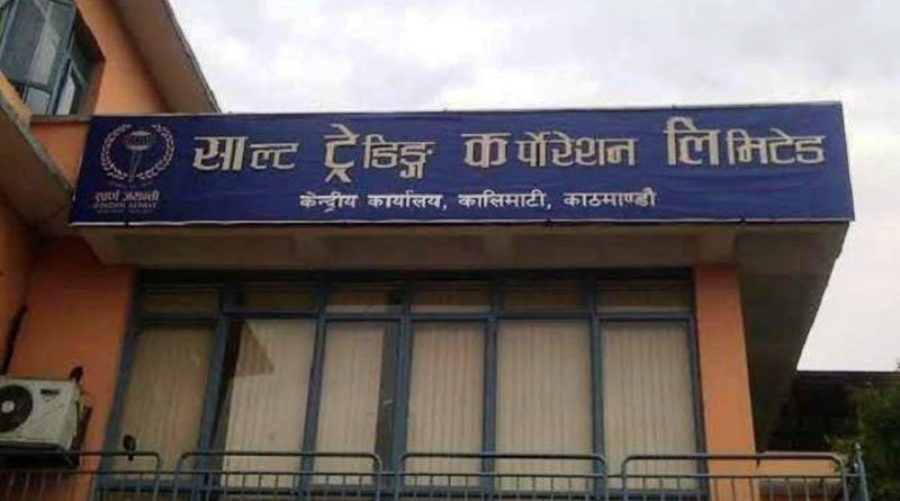 साल्ट ट्रेडिङ्ग कर्पोरेशन लिमिटेड
केन्द्रीय कार्यालय, कालिमाटी, काठमाण्डौ